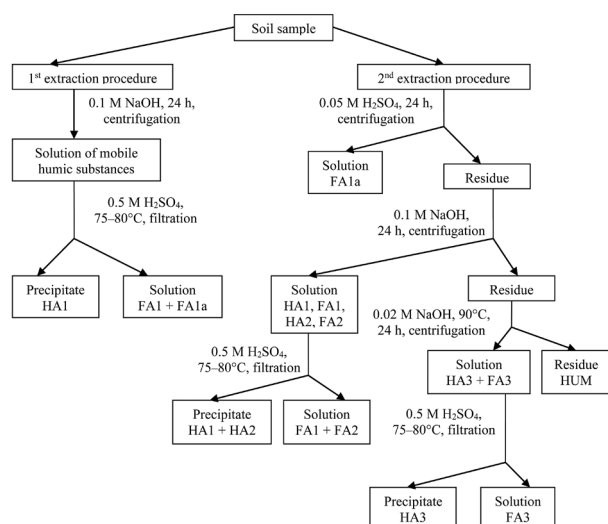 Soil sample
1st extraction procedure
2nd extraction procedure
0.1 M NaOH, 24 h,
centrifugation
0.05 M H2SO4, 24 h,
centrifugation
Solution of mobile
humic substances
Solution
FA1a
Residue
0.5 M H2SO4,
75–80°C, filtration
0.1 M NaOH,
24 h, centrifugation
Precipitate
HA1
Solution
FA1 + FA1a
Solution
HA1, FA1,
HA2, FA2
Residue
0.02 M NaOH, 90°C,
24 h, centrifugation
0.5 M H2SO4,
75–80°C, filtration
Solution
HA3 + FA3
Residue
HUM
Precipitate
HA1 + HA2
Solution
FA1 + FA2
0.5 M H2SO4,
75–80°C, filtration
Precipitate
HA3
Solution
FA3